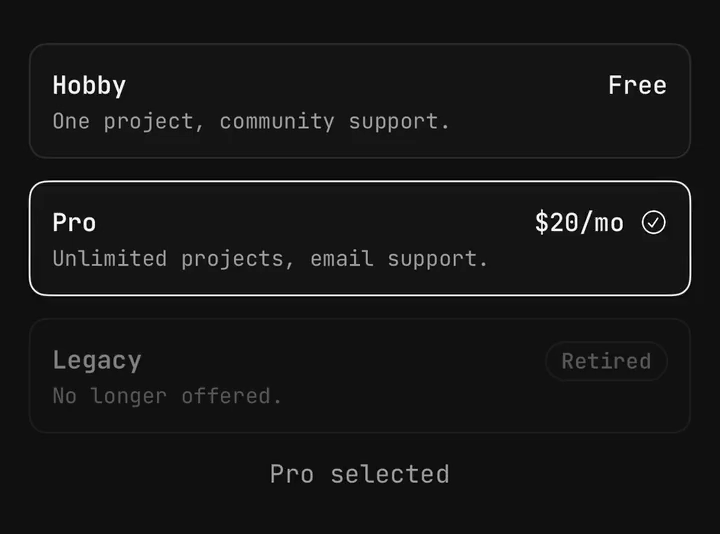 Hobby Free
One project, community support.
Pro $20/mo
Unlimited projects, email support.
Legacy Retired
No longer offered.
Pro selected